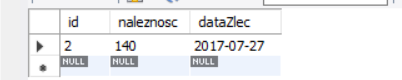 id naleznosc dataZlec
2 140 2017-07-27
NULL NULL NULL